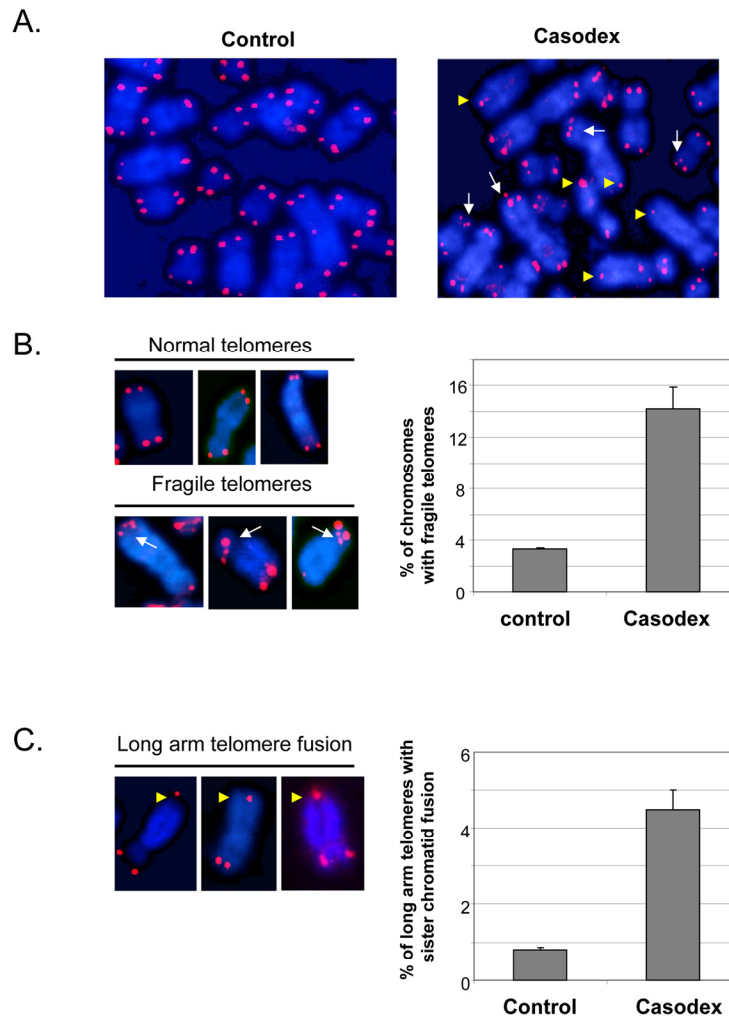 A.
Control
Casodex
B.
Normal telomeres
Fragile telomeres
% of chromosomes
with fragile telomeres
16
14
12
8
4
0
control
Casodex
C.
Long arm telomere fusion
% of long arm telomeres with
sister chromatid fusion
6
4
2
0
Control
Casodex